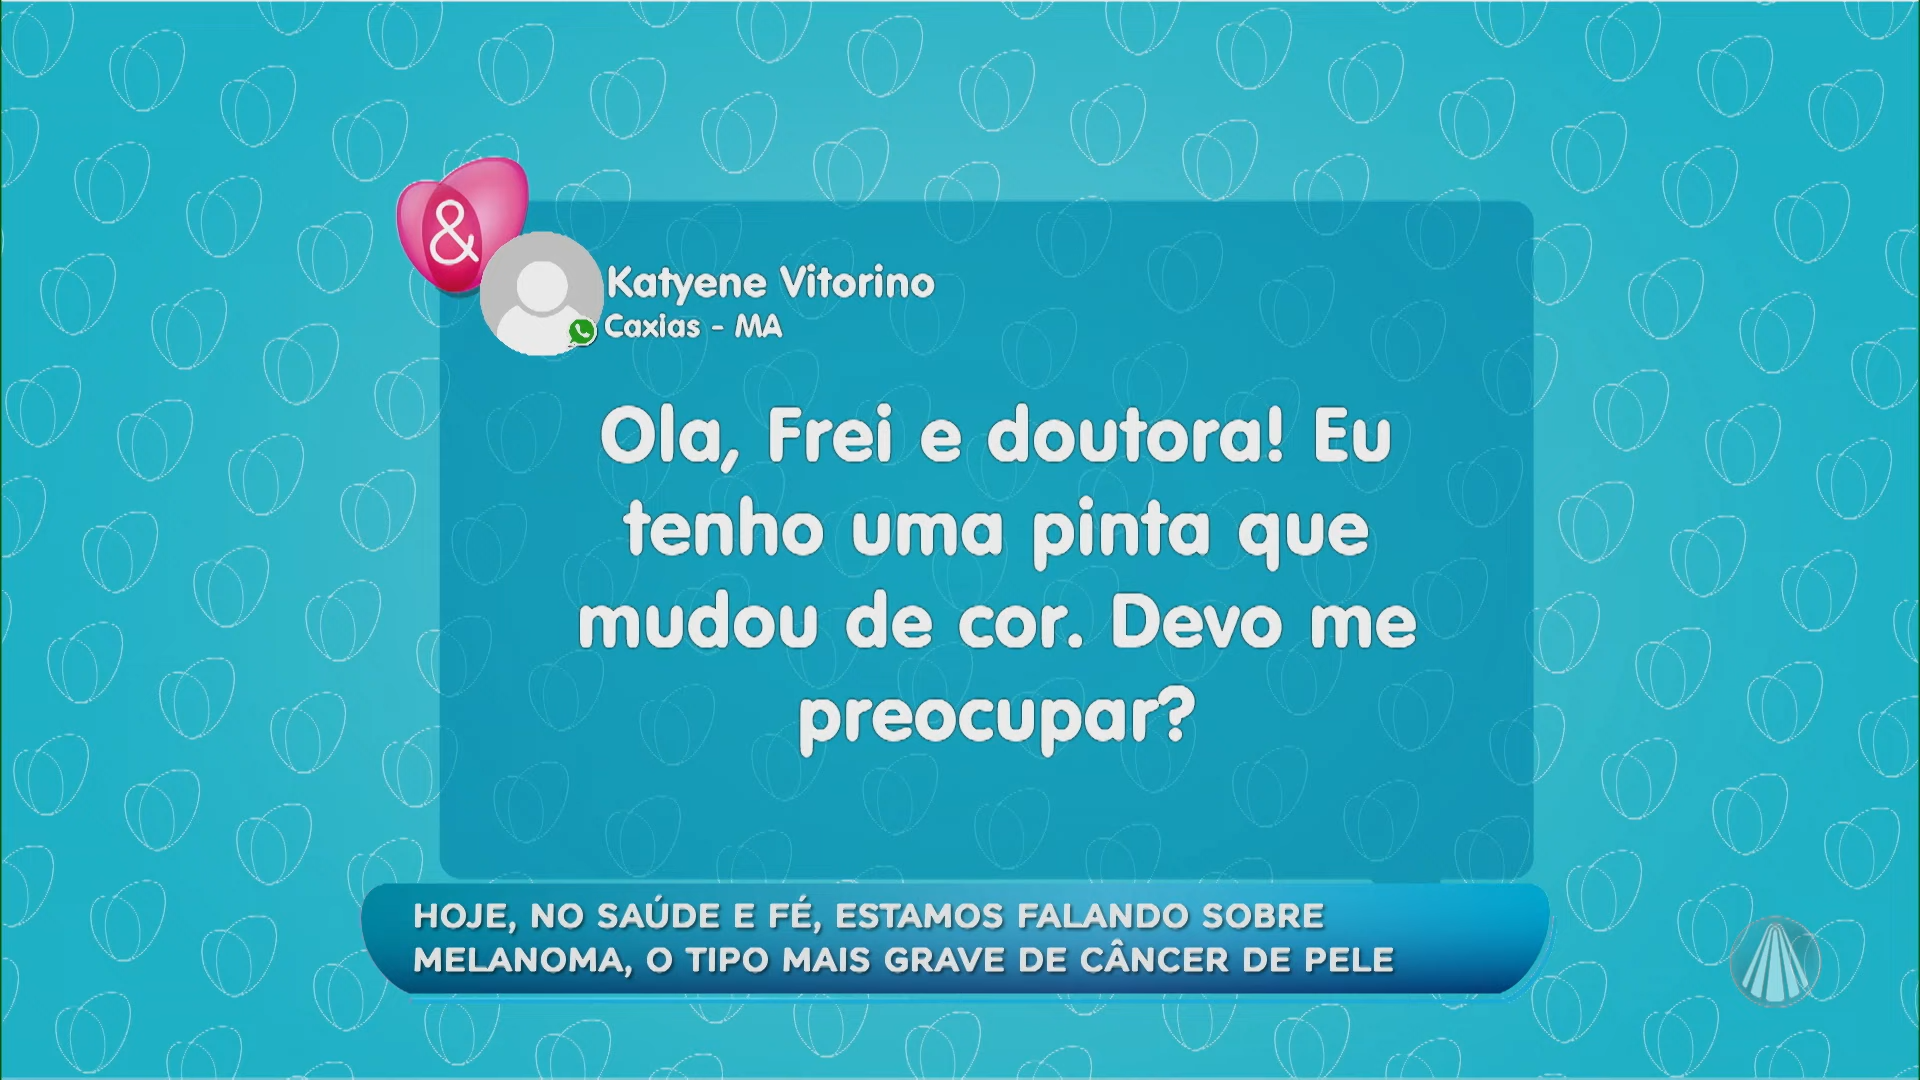 &
Katyene Vitorino
Caxias - MA
Ola, Frei e doutora! Eu
tenho uma pinta que
mudou de cor. Devo me
preocupar?
HOJE, NO SAÚDE E FÉ, ESTAMOS FALANDO SOBRE
MELANOMA, O TIPO MAIS GRAVE DE CÂNCER DE PELE